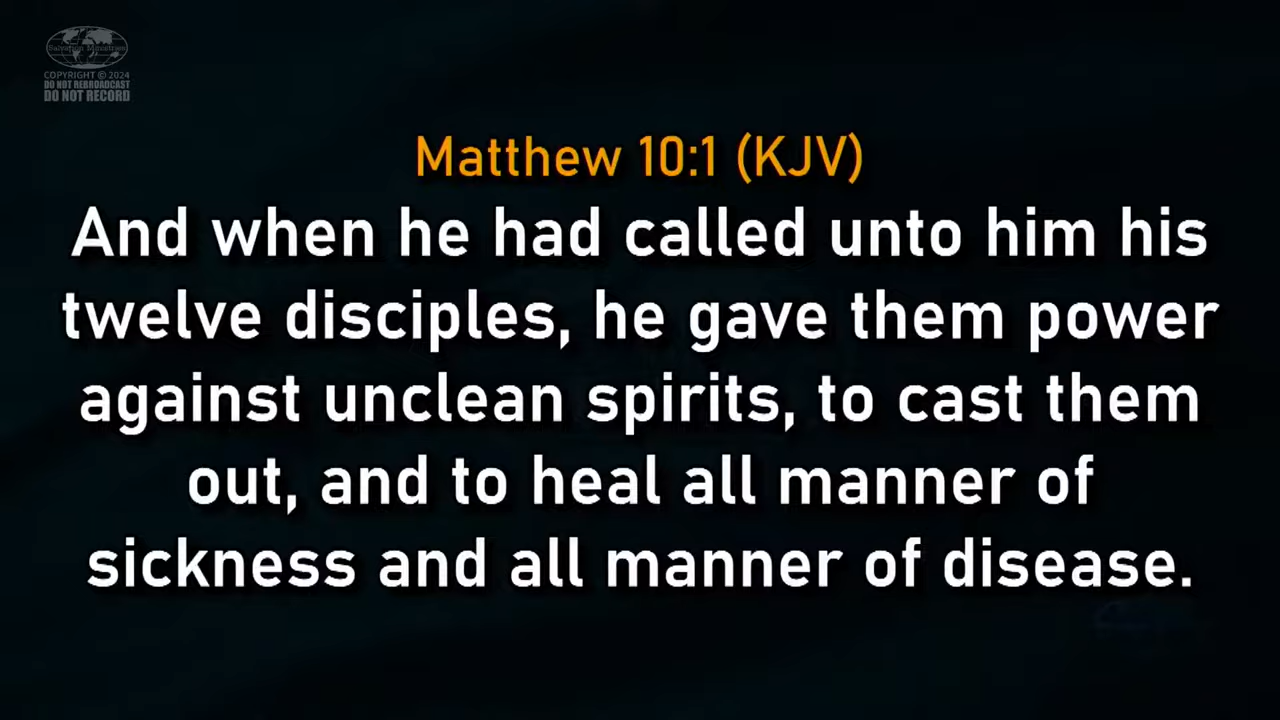 Salvation Ministries
COPYRIGHT © 2024
DO NOT REBROADCAST
DO NOT RECORD
Matthew 10:1 (KJV)
And when he had called unto him his
twelve disciples, he gave them power
against unclean spirits, to cast them
out, and to heal all manner of
sickness and all manner of disease.